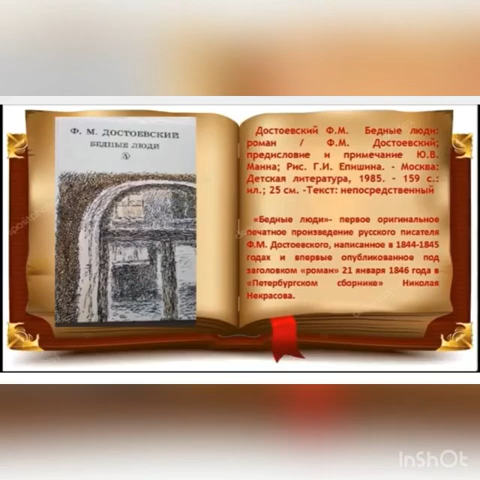 Ф. М. ДОСТОЕВСКИЙ
БЕДНЫЕ ЛЮДИ
Достоевский Ф.М. Бедные люди:
роман / Ф.М. Достоевский;
предисловие и примечание Ю.В.
Манна; Рис. Г.И. Епишина. - Москва:
Детская литература, 1985. - 159 с.:
ил.; 25 см. -Текст: непосредственный
«Бедные люди»- первое оригинальное
печатное произведение русского писателя
Ф.М. Достоевского, написанное в 1844-1845
годах и впервые опубликованное под
заголовком «роман» 21 января 1846 года в
«Петербургском сборнике» Николая
Некрасова.
InShOt